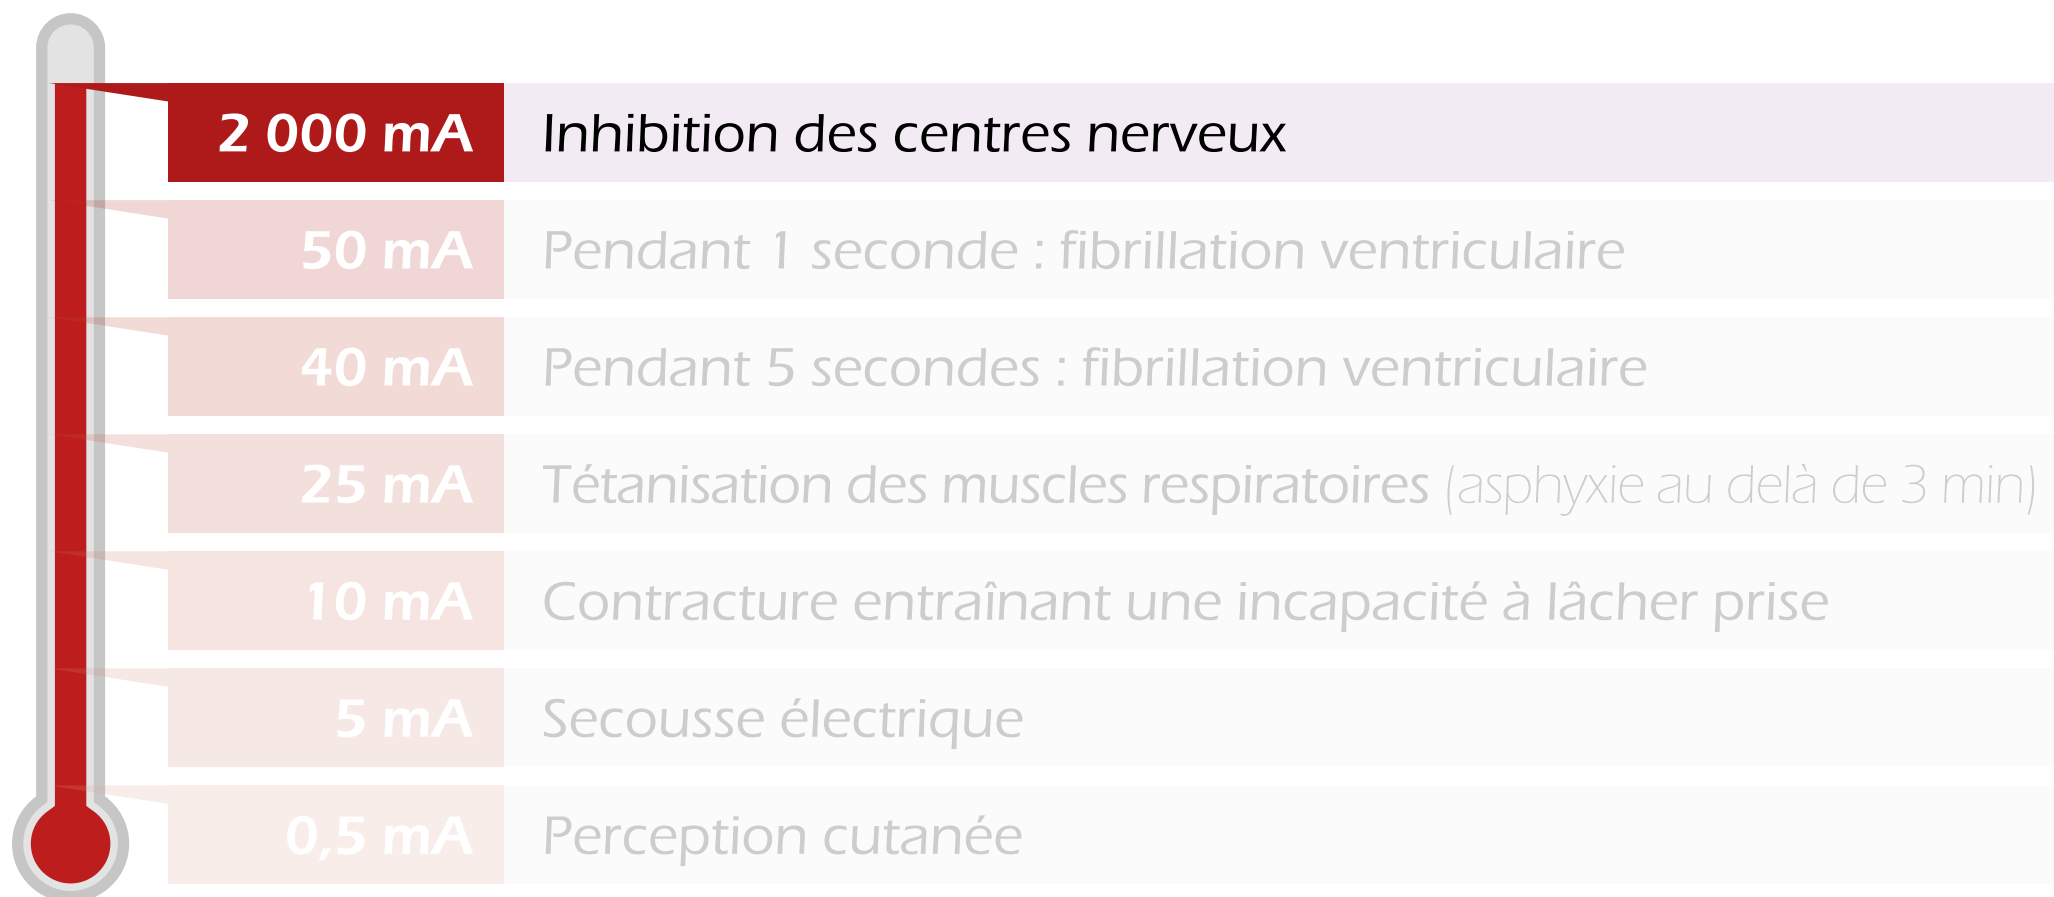 2 000 mA Inhibition des centres nerveux
50 mA Pendant 1 seconde : fibrillation ventriculaire
40 mA Pendant 5 secondes : fibrillation ventriculaire
25 mA Tétanisation des muscles respiratoires (asphyxie au delà de 3 min)
10 mA Contracture entraînant une incapacité à lâcher prise
5 mA Secousse électrique
0,5 mA Perception cutanée